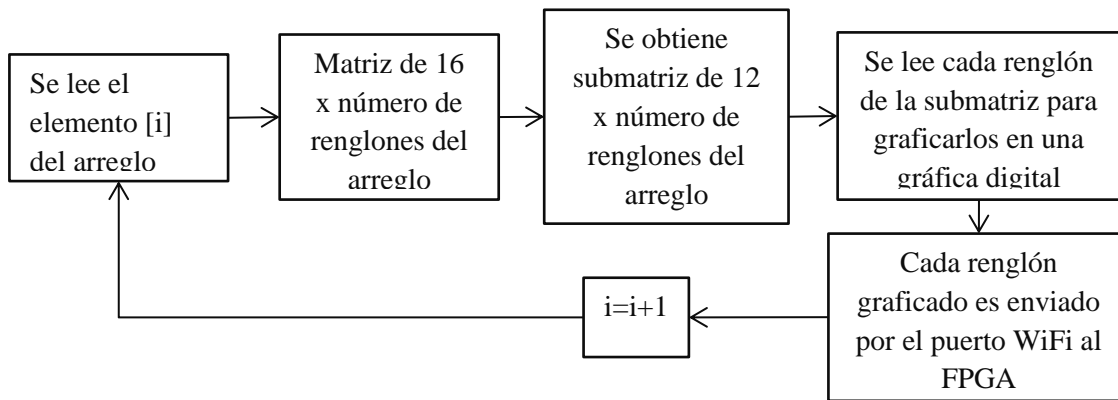 Se lee el
elemento [i]
del arreglo
Matriz de 16
x número de
renglones del
arreglo
Se obtiene
submatriz de 12
x número de
renglones del
arreglo
Se lee cada renglón
de la submatriz para
graficarlos en una
gráfica digital
Cada renglón
graficado es enviado
por el puerto WiFi al
FPGA
i=i+1